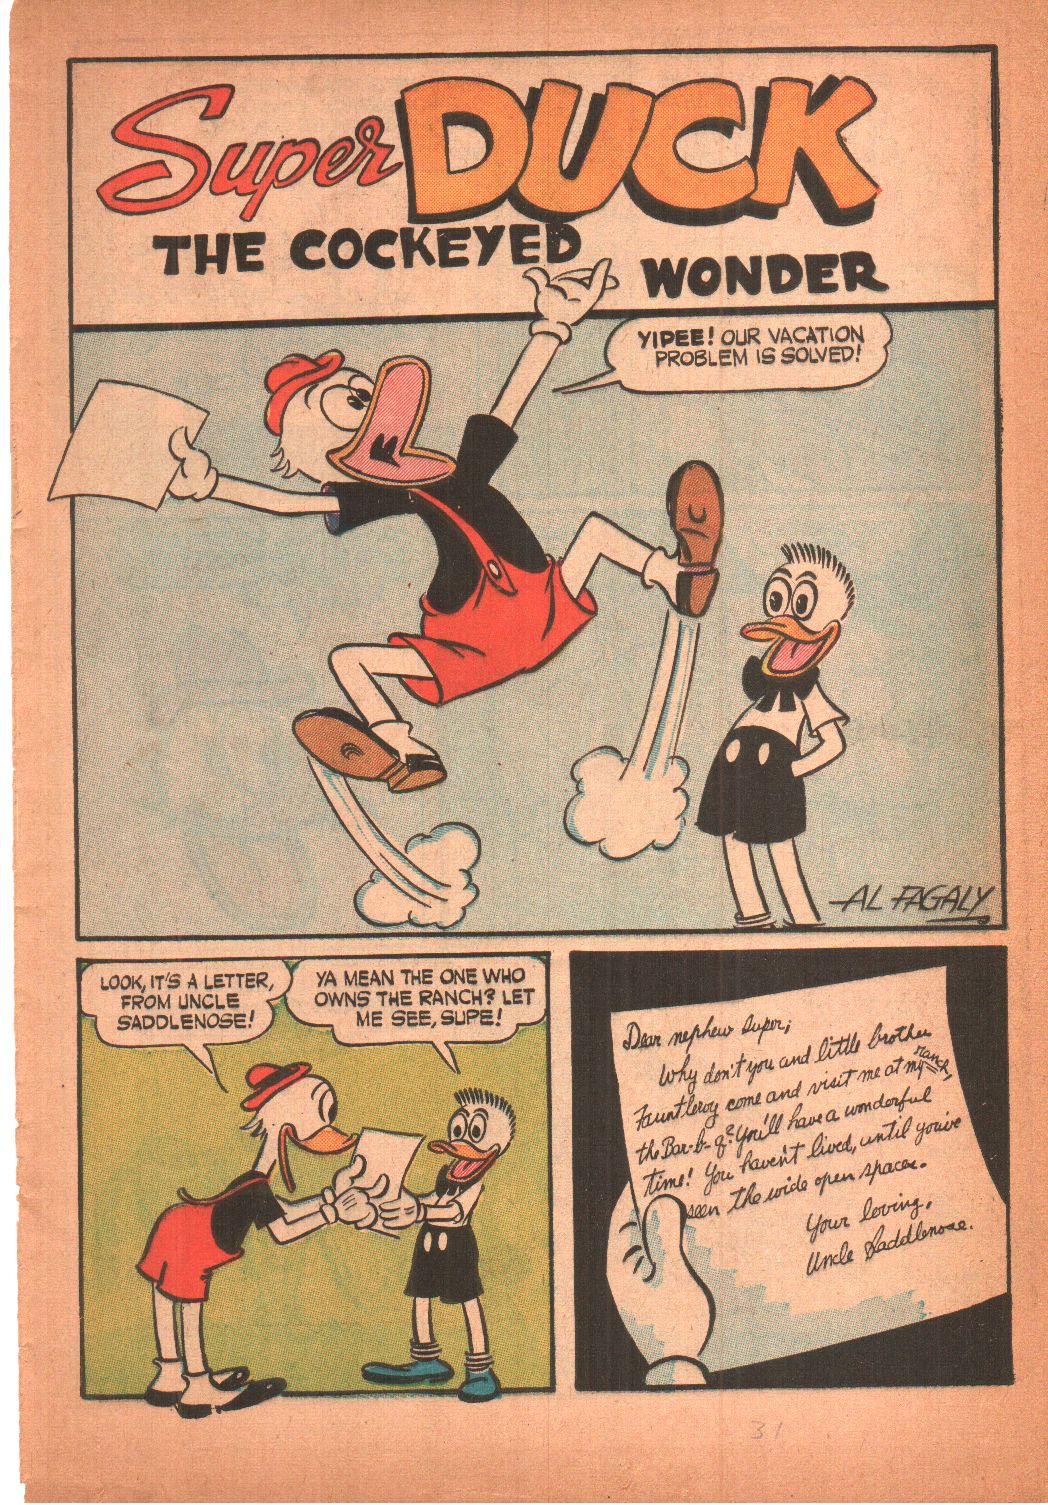 Super DUCK
THE COCKEYED WONDER
YIPEE! OUR VACATION
PROBLEM IS SOLVED!
AL FAGALY
LOOK, IT'S A LETTER,
FROM UNCLE
SADDLENOSE!
YA MEAN THE ONE WHO
OWNS THE RANCH? LET
ME SEE, SUPE!
Dear nephew Super;
Why don't you and little brother
Fauntleroy come and visit me at my ranch,
the Bar-b-q? You'll have a wonderful
time! You haven't lived, until you've
seen the wide open spaces.
Your loving,
Uncle Saddlenose.
31